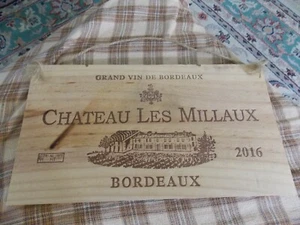 GRAND VIN DE BORDEAUX
CHATEAU LES MILLAUX
2016
BORDEAUX